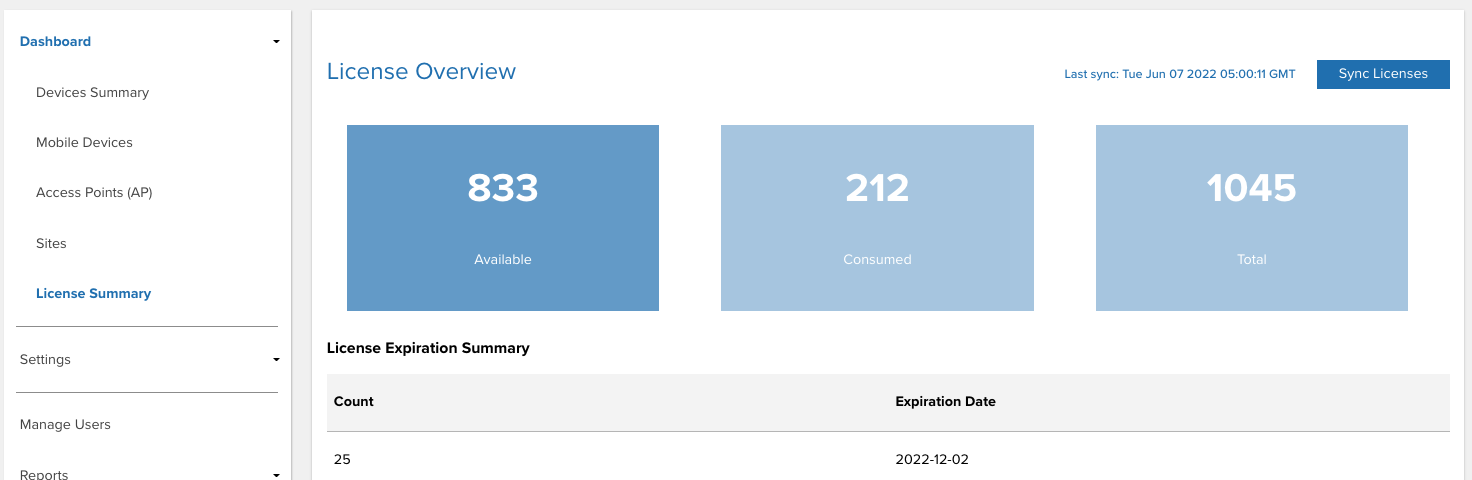 Dashboard
Devices Summary
Mobile Devices
Access Points (AP)
Sites
License Summary
Settings
Manage Users
Reports
License Overview
Last sync: Tue Jun 07 2022 05:00:11 GMT
Sync Licenses
833
Available
212
Consumed
1045
Total
License Expiration Summary
Count Expiration Date
25 2022-12-02